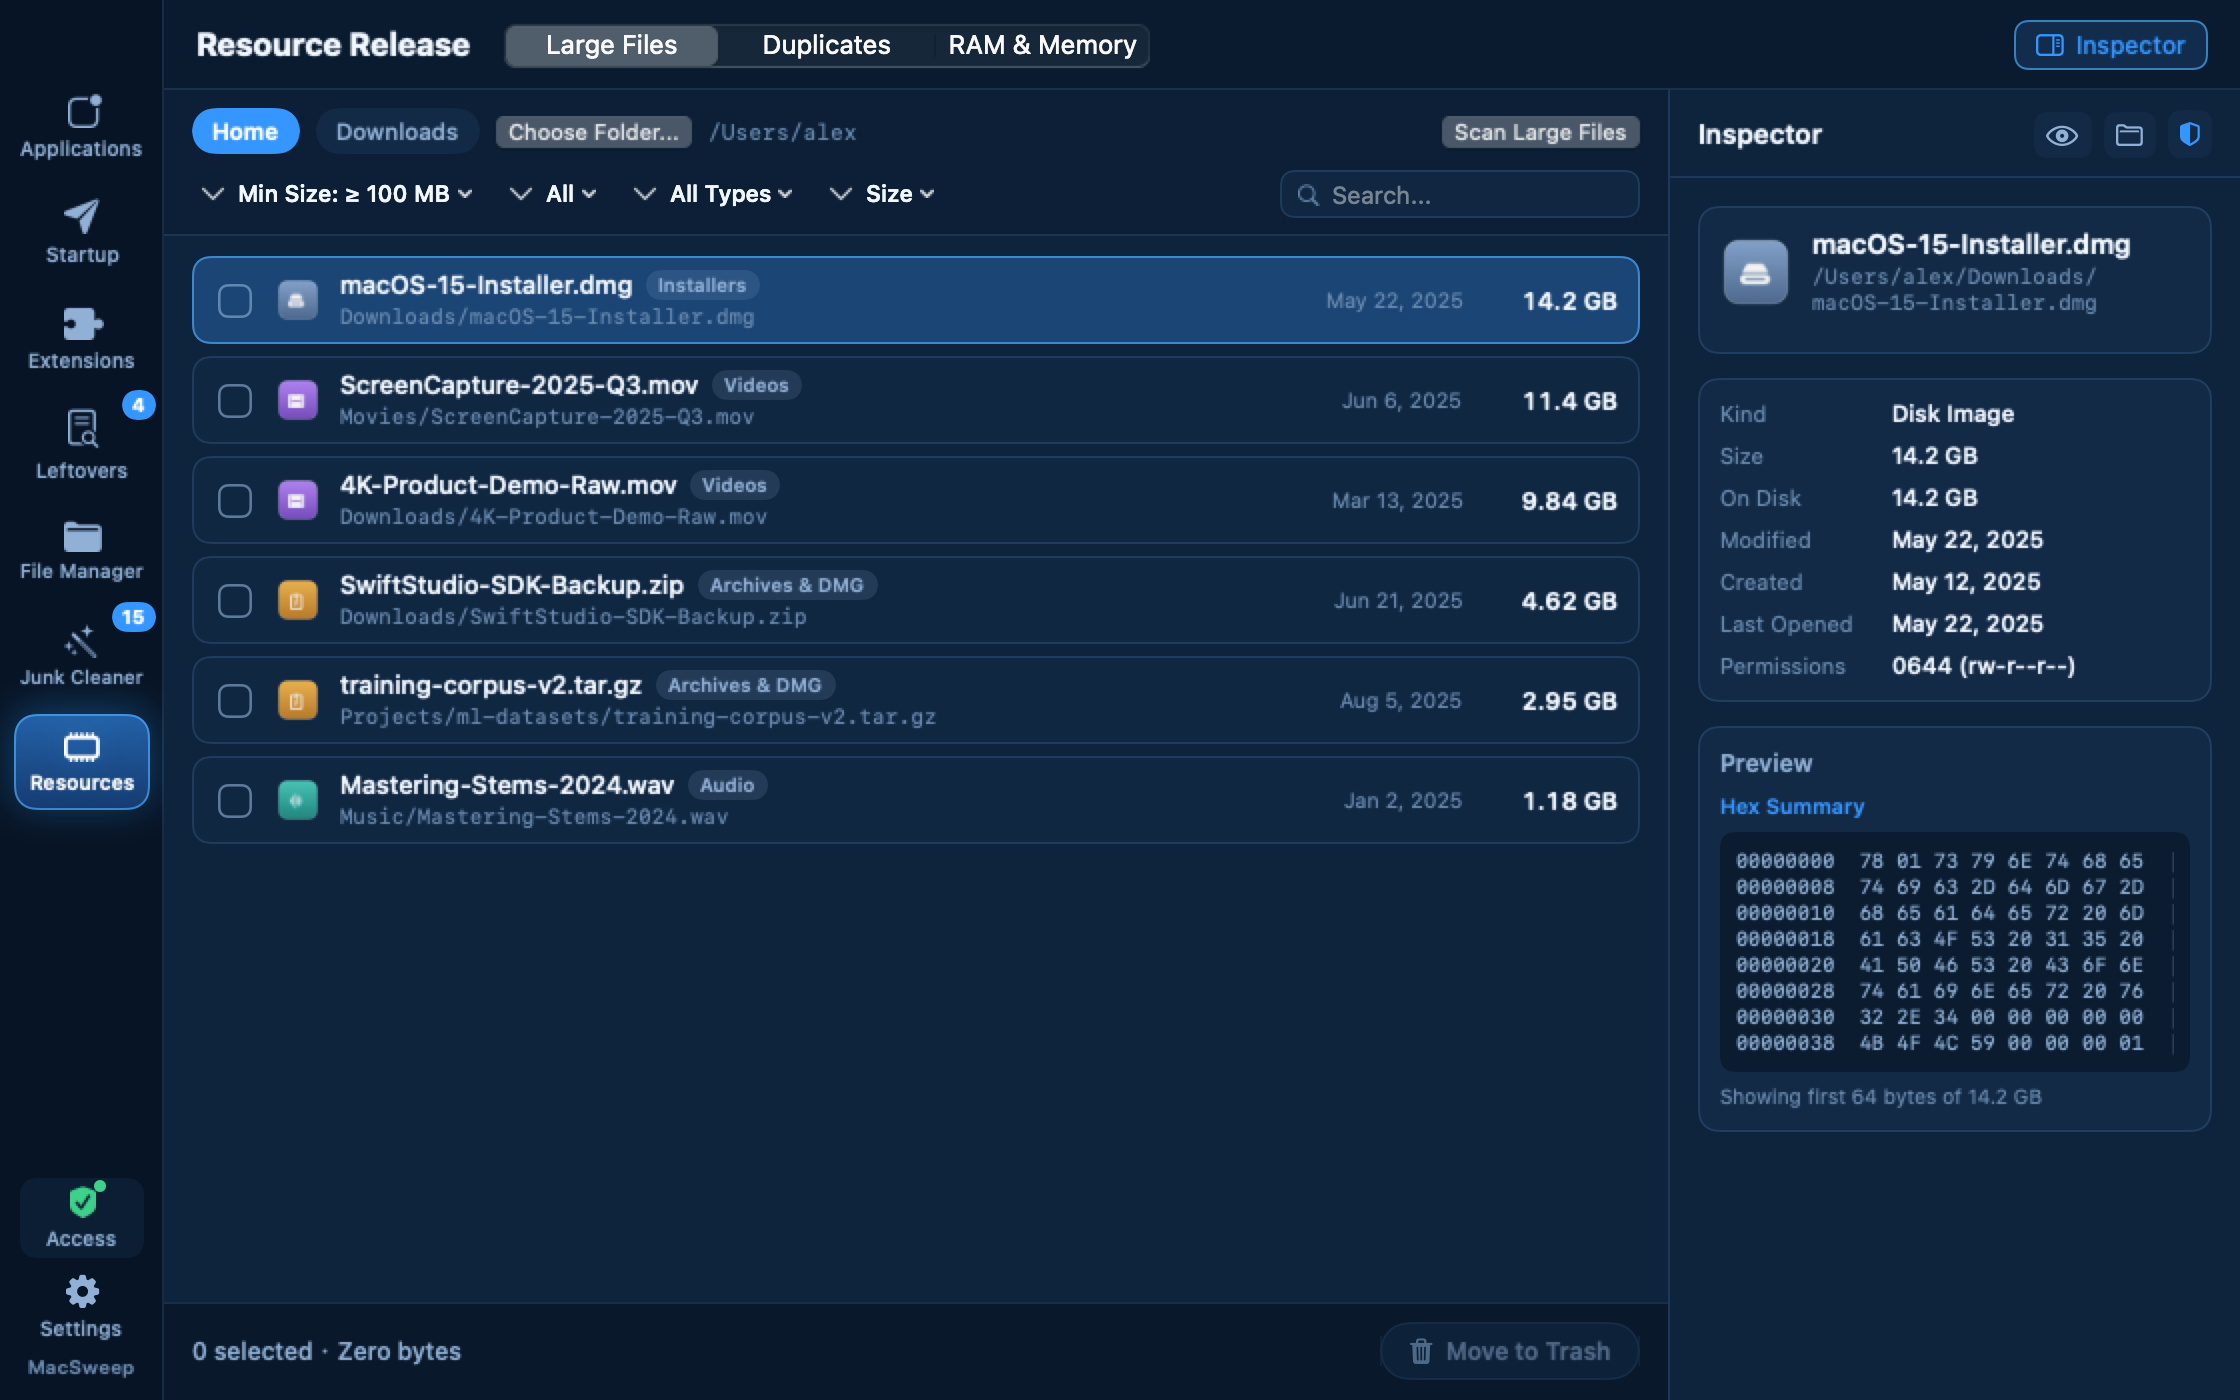 Resource Release
Large Files
Duplicates
RAM & Memory
Inspector
Applications
Startup
Extensions
4
Leftovers
File Manager
15
Junk Cleaner
Resources
Access
Settings
MacSweep
Home
Downloads
Choose Folder...
/Users/alex
Scan Large Files
Min Size: ≥ 100 MB
All
All Types
Size
Search...
macOS-15-Installer.dmg Installers
Downloads/macOS-15-Installer.dmg
May 22, 2025
14.2 GB
ScreenCapture-2025-Q3.mov Videos
Movies/ScreenCapture-2025-Q3.mov
Jun 6, 2025
11.4 GB
4K-Product-Demo-Raw.mov Videos
Downloads/4K-Product-Demo-Raw.mov
Mar 13, 2025
9.84 GB
SwiftStudio-SDK-Backup.zip Archives & DMG
Downloads/SwiftStudio-SDK-Backup.zip
Jun 21, 2025
4.62 GB
training-corpus-v2.tar.gz Archives & DMG
Projects/ml-datasets/training-corpus-v2.tar.gz
Aug 5, 2025
2.95 GB
Mastering-Stems-2024.wav Audio
Music/Mastering-Stems-2024.wav
Jan 2, 2025
1.18 GB
0 selected · Zero bytes
Move to Trash
Inspector
macOS-15-Installer.dmg
/Users/alex/Downloads/
macOS-15-Installer.dmg
Kind Disk Image
Size 14.2 GB
On Disk 14.2 GB
Modified May 22, 2025
Created May 12, 2025
Last Opened May 22, 2025
Permissions 0644 (rw-r--r--)
Preview
Hex Summary
00000000 78 01 73 79 6E 74 68 65 |
00000008 74 69 63 2D 64 6D 67 2D |
00000010 68 65 61 64 65 72 20 6D |
00000018 61 63 4F 53 20 31 35 20 |
00000020 41 50 46 53 20 43 6F 6E |
00000028 74 61 69 6E 65 72 20 76 |
00000030 32 2E 34 00 00 00 00 00 |
00000038 4B 4F 4C 59 00 00 00 01 |
Showing first 64 bytes of 14.2 GB